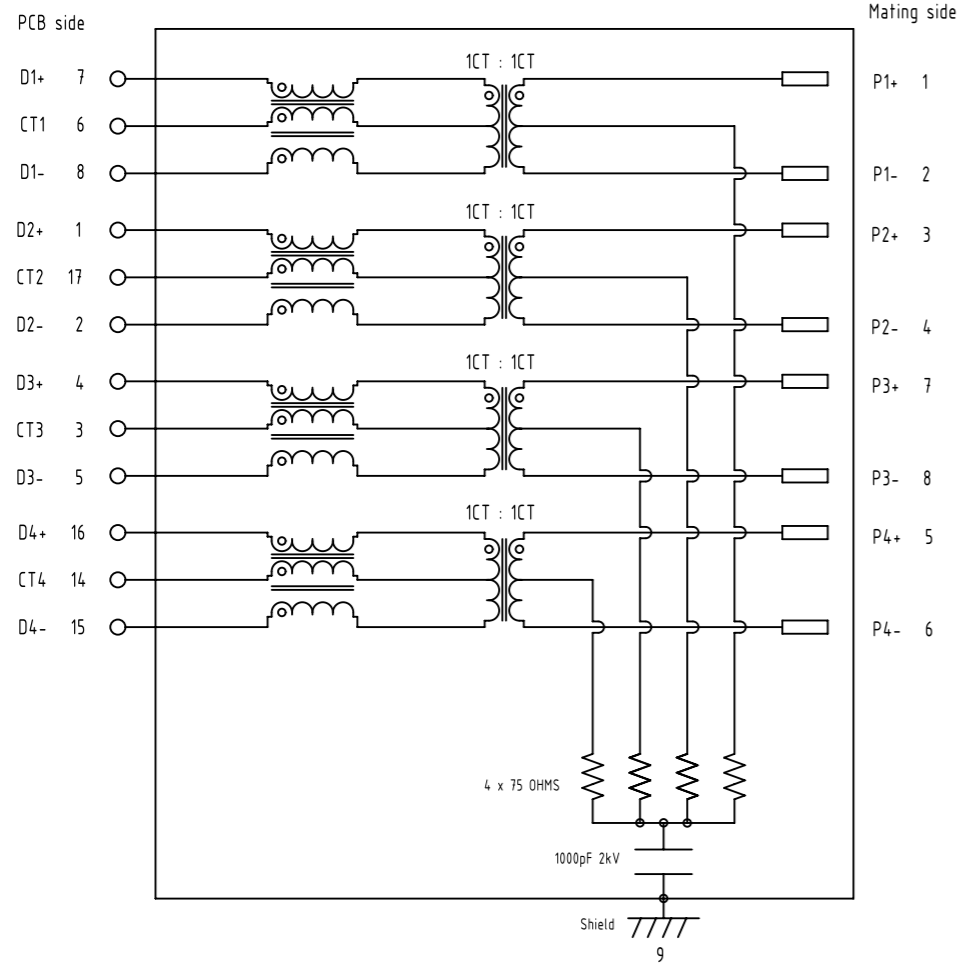 PCB side
Mating side
1CT : 1CT
D1+ 7
P1+ 1
CT1 6
D1- 8
P1- 2
1CT : 1CT
D2+ 1
P2+ 3
CT2 17
D2- 2
P2- 4
1CT : 1CT
D3+ 4
P3+ 7
CT3 3
D3- 5
P3- 8
1CT : 1CT
D4+ 16
P4+ 5
CT4 14
D4- 15
P4- 6
4 x 75 OHMS
1000pF 2kV
Shield
9